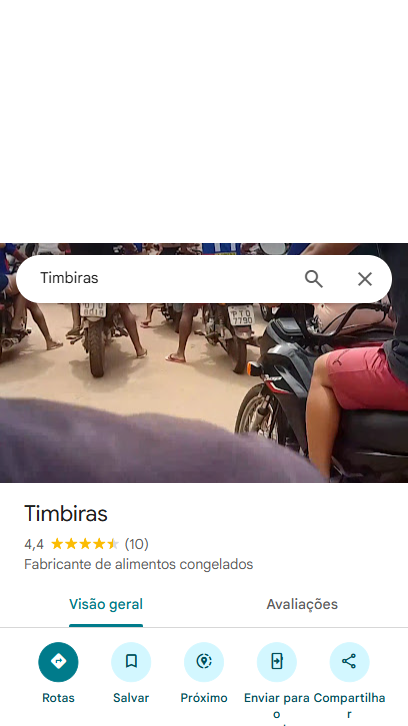 Timbiras
Timbiras
4,4 (10)
Fabricante de alimentos congelados
Visão geral
Avaliações
Rotas
Salvar
Próximo
Enviar para o
Compartilhar